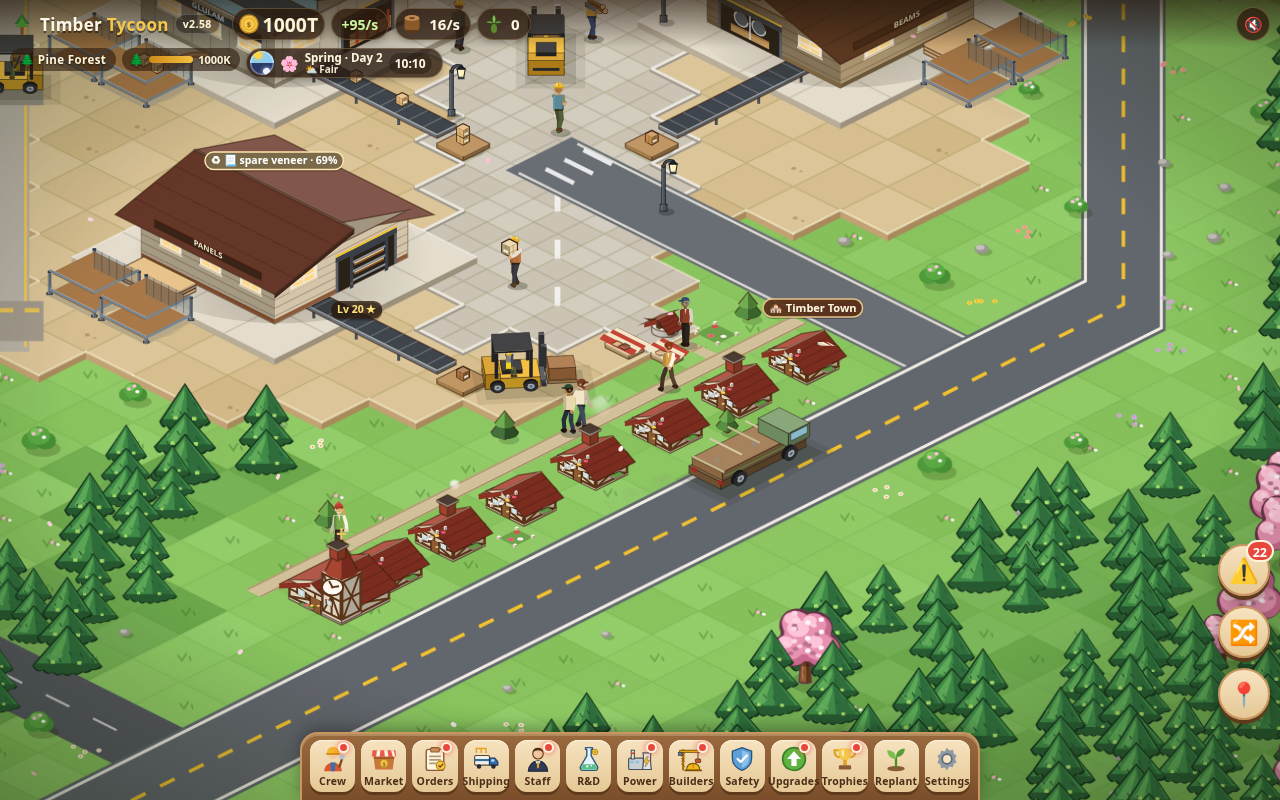 Timber Tycoon v2.58
1000T
+95/s
16/s
0
Pine Forest
1000K
Spring · Day 2
Fair
10:10
GLULAM
BEAMS
spare veneer · 69%
PANELS
Lv 20 ★
Timber Town
22
Crew
Market
Orders
Shipping
Staff
R&D
Power
Builders
Safety
Upgrades
Trophies
Replant
Settings